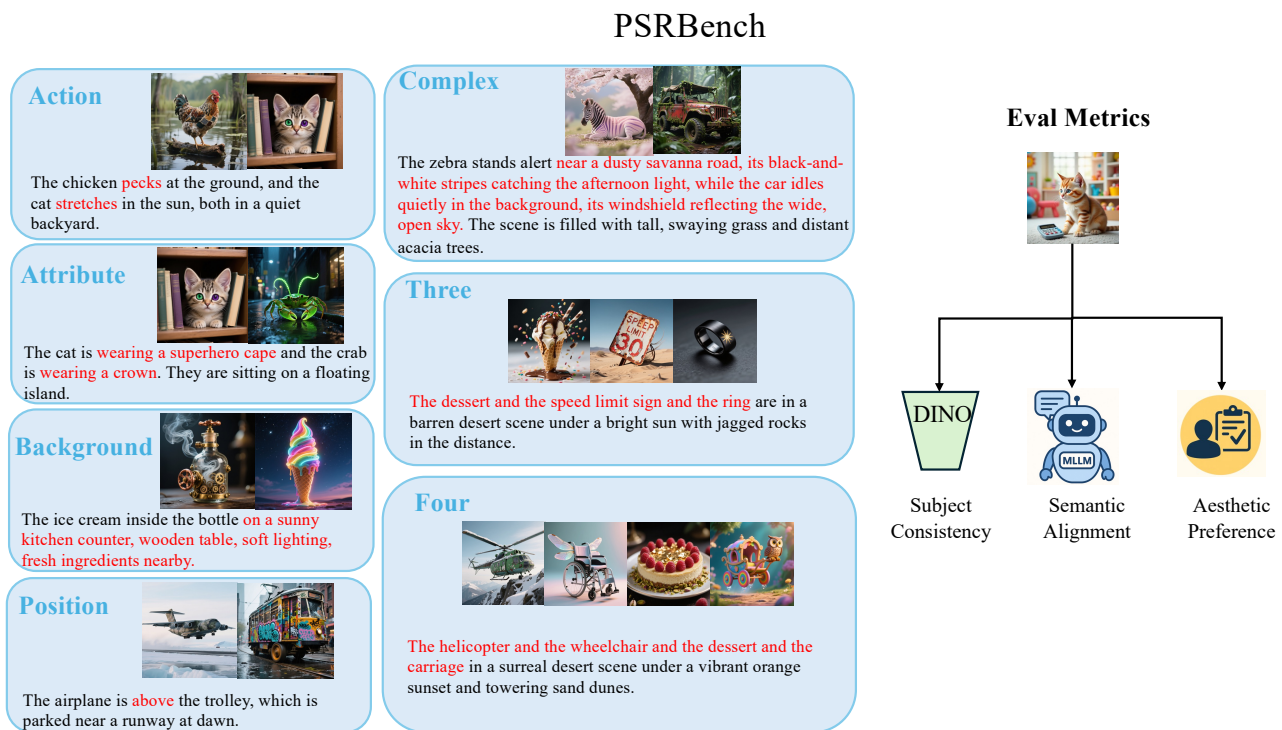 PSRBench
Action
The chicken pecks at the ground, and the
cat stretches in the sun, both in a quiet
backyard.
Attribute
The cat is wearing a superhero cape and the crab
is wearing a crown. They are sitting on a floating
island.
Background
The ice cream inside the bottle on a sunny
kitchen counter, wooden table, soft lighting,
fresh ingredients nearby.
Position
The airplane is above the trolley, which is
parked near a runway at dawn.
Complex
The zebra stands alert near a dusty savanna road, its black-and-
white stripes catching the afternoon light, while the car idles
quietly in the background, its windshield reflecting the wide,
open sky. The scene is filled with tall, swaying grass and distant
acacia trees.
Three
SPEEP
LIMIT
30
The dessert and the speed limit sign and the ring are in a
barren desert scene under a bright sun with jagged rocks
in the distance.
Four
The helicopter and the wheelchair and the dessert and the
carriage in a surreal desert scene under a vibrant orange
sunset and towering sand dunes.
Eval Metrics
DINO
Subject
Consistency
MLLM
Semantic
Alignment
Aesthetic
Preference